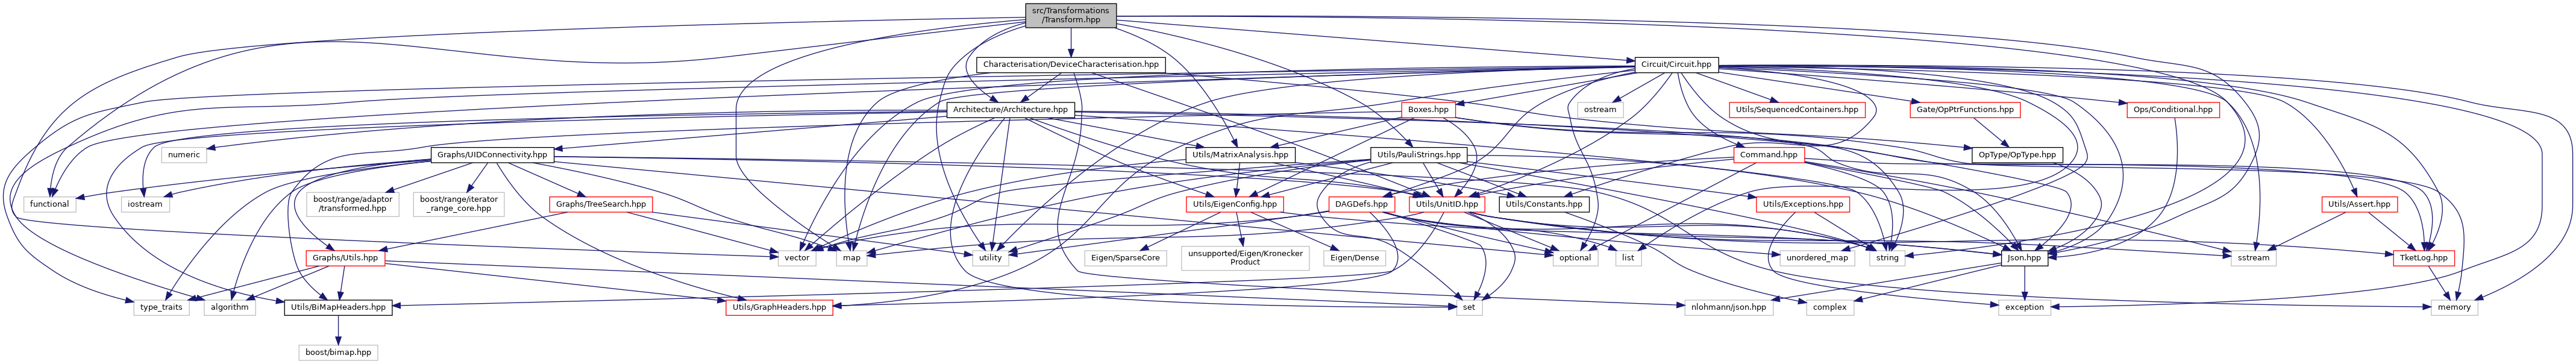 src/Transformations
/Transform.hpp
Characterisation/DeviceCharacterisation.hpp
Circuit/Circuit.hpp
Architecture/Architecture.hpp
Boxes.hpp
ostream
Utils/SequencedContainers.hpp
Gate/OpPtrFunctions.hpp
Ops/Conditional.hpp
numeric
Graphs/UIDConnectivity.hpp
Utils/MatrixAnalysis.hpp
Utils/PauliStrings.hpp
Command.hpp
OpType/OpType.hpp
functional
iostream
boost/range/adaptor
/transformed.hpp
boost/range/iterator
_range_core.hpp
Graphs/TreeSearch.hpp
Utils/EigenConfig.hpp
DAGDefs.hpp
Utils/UnitID.hpp
Utils/Constants.hpp
Utils/Exceptions.hpp
Utils/Assert.hpp
Graphs/Utils.hpp
vector
map
utility
Eigen/SparseCore
unsupported/Eigen/Kronecker
Product
Eigen/Dense
optional
list
unordered_map
string
Json.hpp
sstream
TketLog.hpp
type_traits
algorithm
Utils/BiMapHeaders.hpp
Utils/GraphHeaders.hpp
set
nlohmann/json.hpp
complex
exception
memory
boost/bimap.hpp